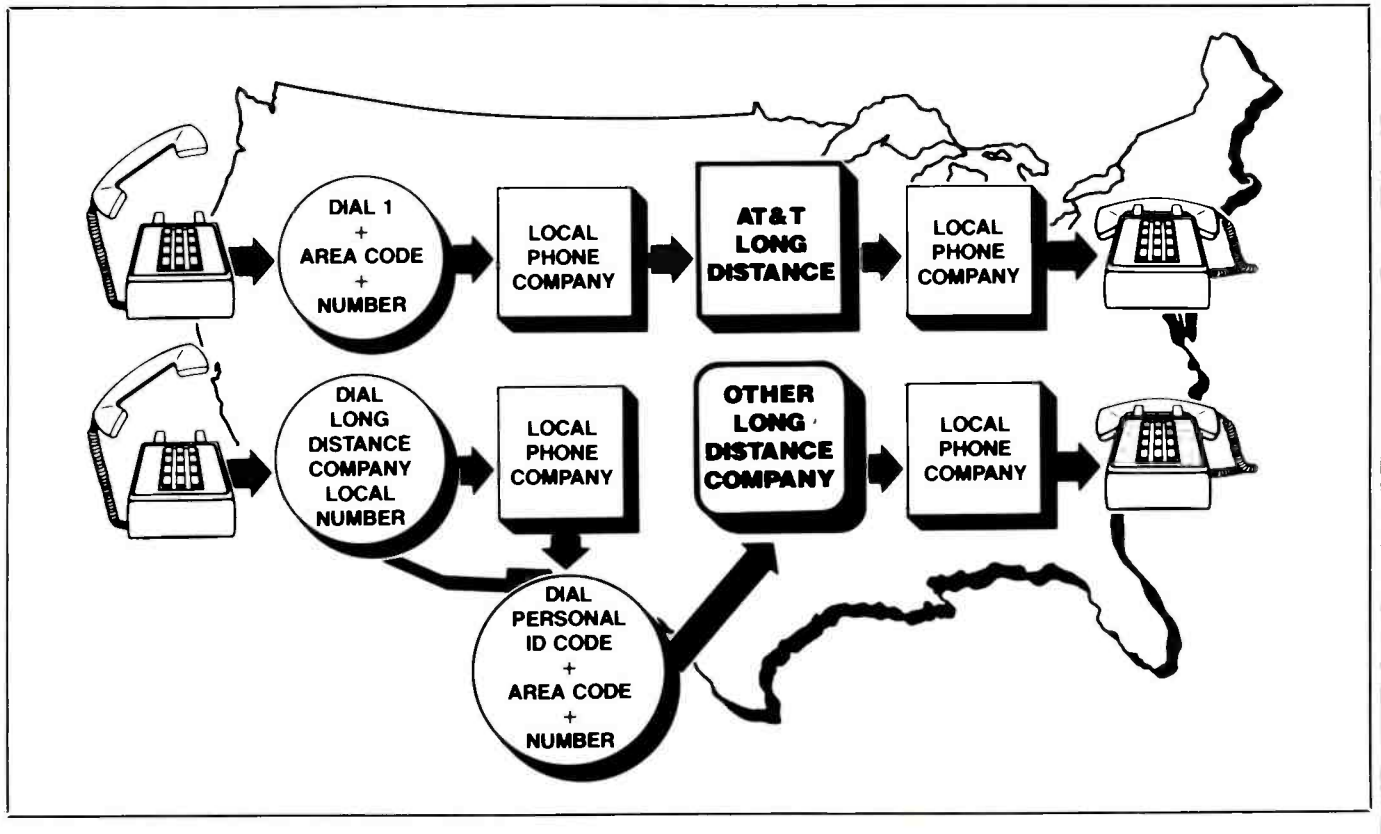 DIAL 1
+
AREA CODE
+
NUMBER
LOCAL
PHONE
COMPANY
AT&T
LONG
DISTANCE
LOCAL
PHONE
COMPANY
DIAL
LONG
DISTANCE
COMPANY
LOCAL
NUMBER
LOCAL
PHONE
COMPANY
DIAL
PERSONAL
ID CODE
+
AREA CODE
+
NUMBER
OTHER
LONG
DISTANCE
COMPANY
LOCAL
PHONE
COMPANY